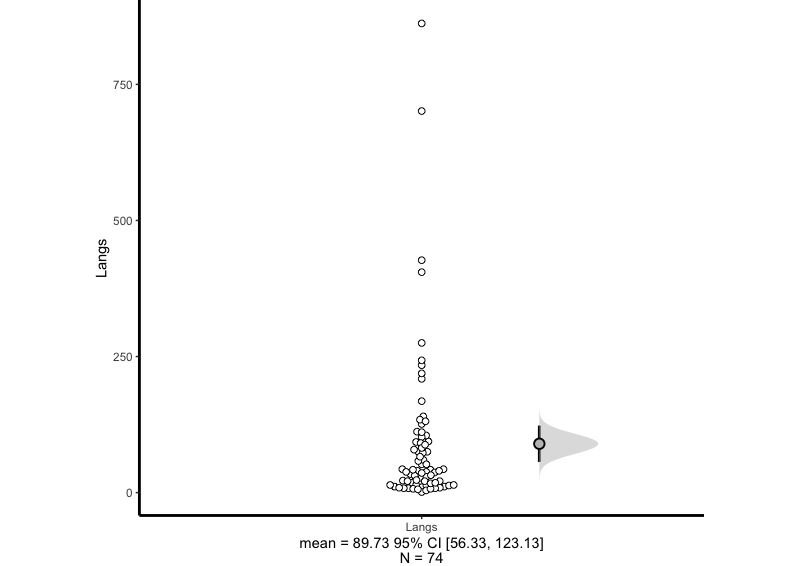 750
500
Langs
250
0
Langs
mean = 89.73 95% CI [56.33, 123.13]
N = 74